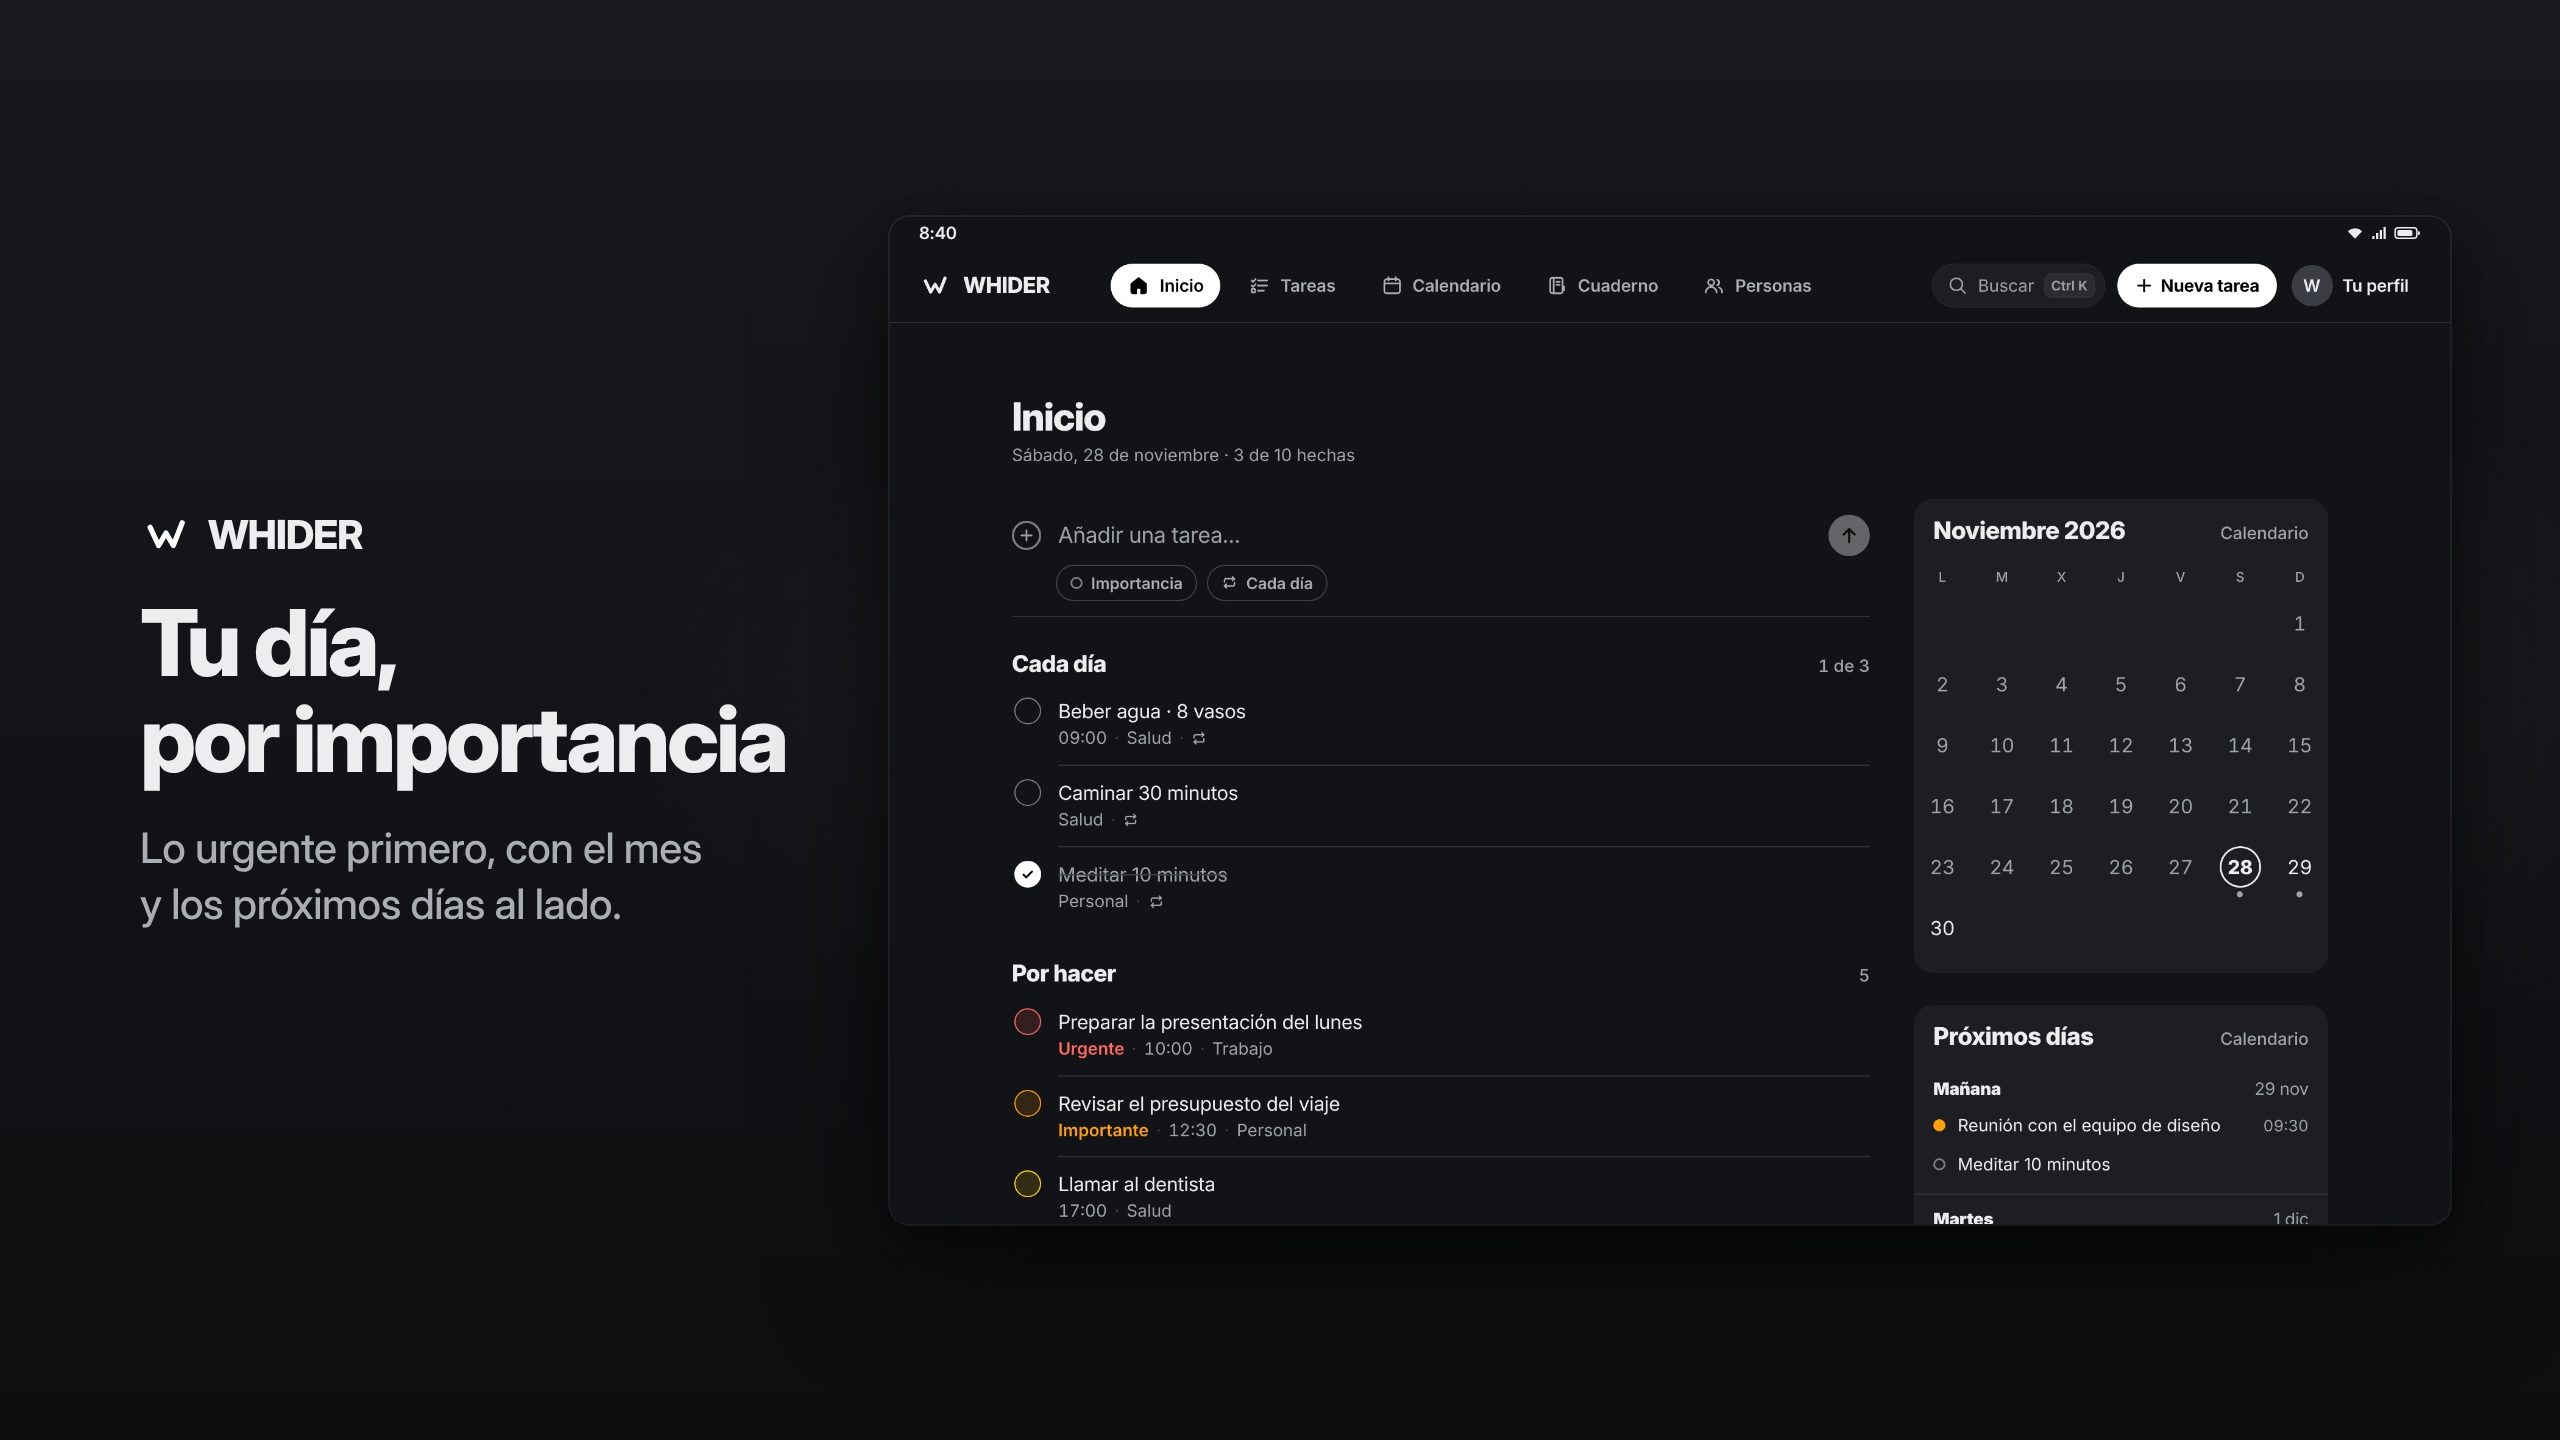 WHIDER
Tu día,
por importancia
Lo urgente primero, con el mes
y los próximos días al lado.
8:40
WHIDER
Inicio
Tareas
Calendario
Cuaderno
Personas
Buscar
Ctrl K
Nueva tarea
W
Tu perfil
Inicio
Sábado, 28 de noviembre · 3 de 10 hechas
Añadir una tarea...
Importancia
Cada día
Cada día
1 de 3
Beber agua · 8 vasos
09:00 · Salud ·
Caminar 30 minutos
Salud ·
Meditar 10 minutos
Personal ·
Por hacer
5
Preparar la presentación del lunes
Urgente · 10:00 · Trabajo
Revisar el presupuesto del viaje
Importante · 12:30 · Personal
Llamar al dentista
17:00 · Salud
Noviembre 2026
Calendario
L M X J V S D
1
2 3 4 5 6 7 8
9 10 11 12 13 14 15
16 17 18 19 20 21 22
23 24 25 26 27 28 29
30
Próximos días
Calendario
Mañana
29 nov
Reunión con el equipo de diseño
09:30
Meditar 10 minutos
Martes
1 dic